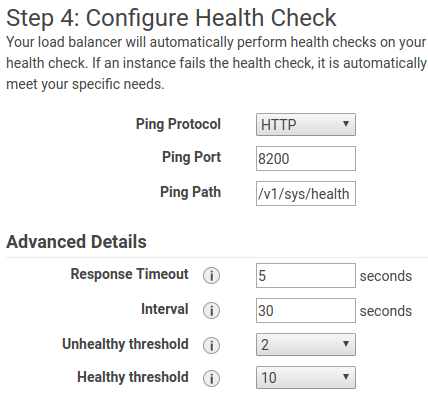 Step 4: Configure Health Check
Your load balancer will automatically perform health checks on your
health check. If an instance fails the health check, it is automatically
meet your specific needs.
Ping Protocol HTTP
Ping Port 8200
Ping Path /v1/sys/health
Advanced Details
Response Timeout i 5 seconds
Interval i 30 seconds
Unhealthy threshold i 2
Healthy threshold i 10